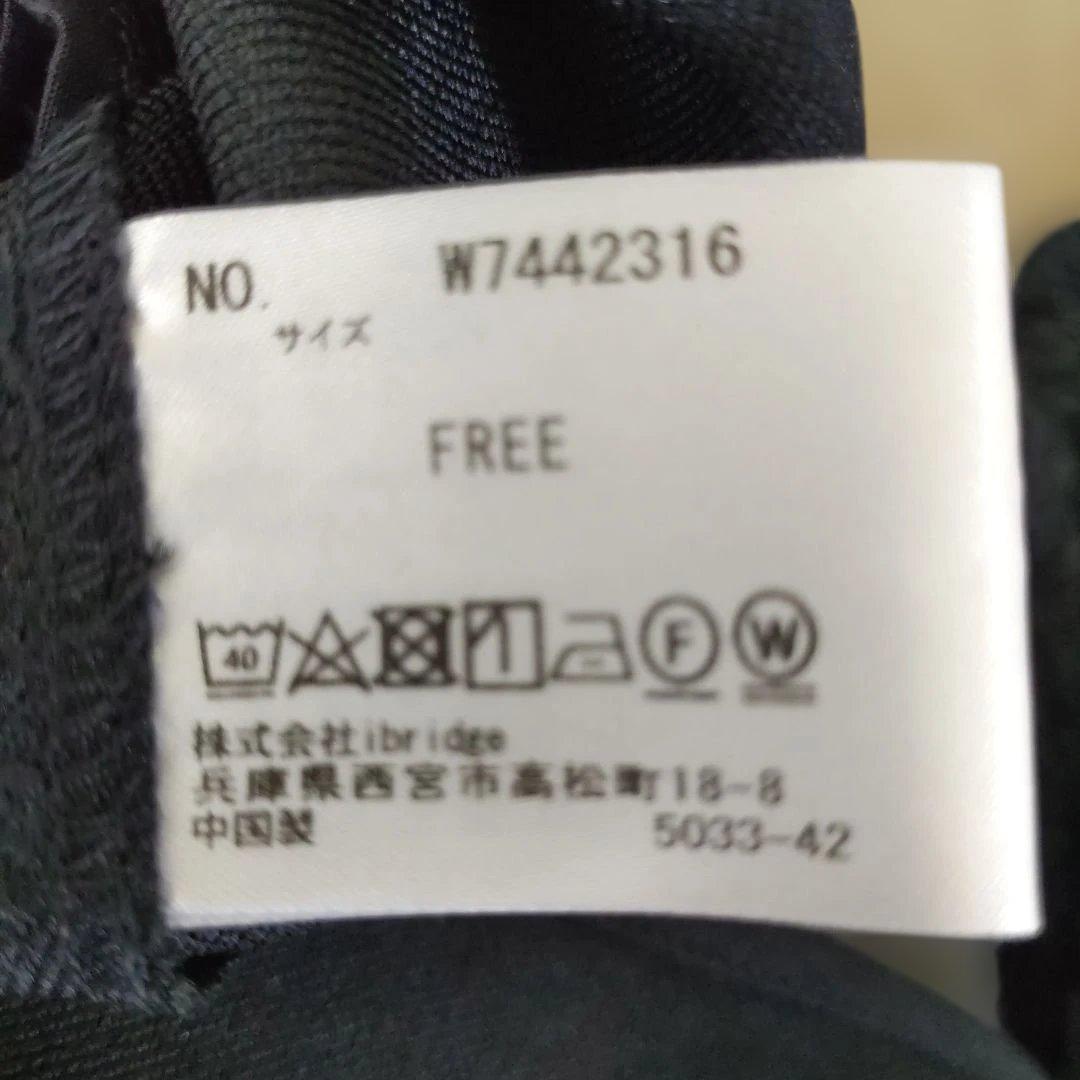 NO. W7442316
サイズ
FREE
40 F W
株式会社ibridge
兵庫県西宮市高松町18-8
中国製 5033-42